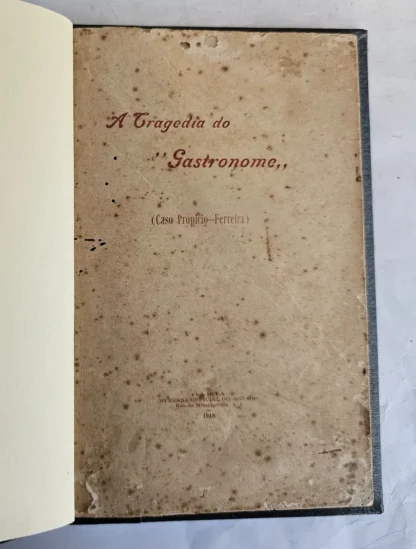 A Tragedia do
''Gastronome,,
(Caso Propicio—Ferreira)
1918